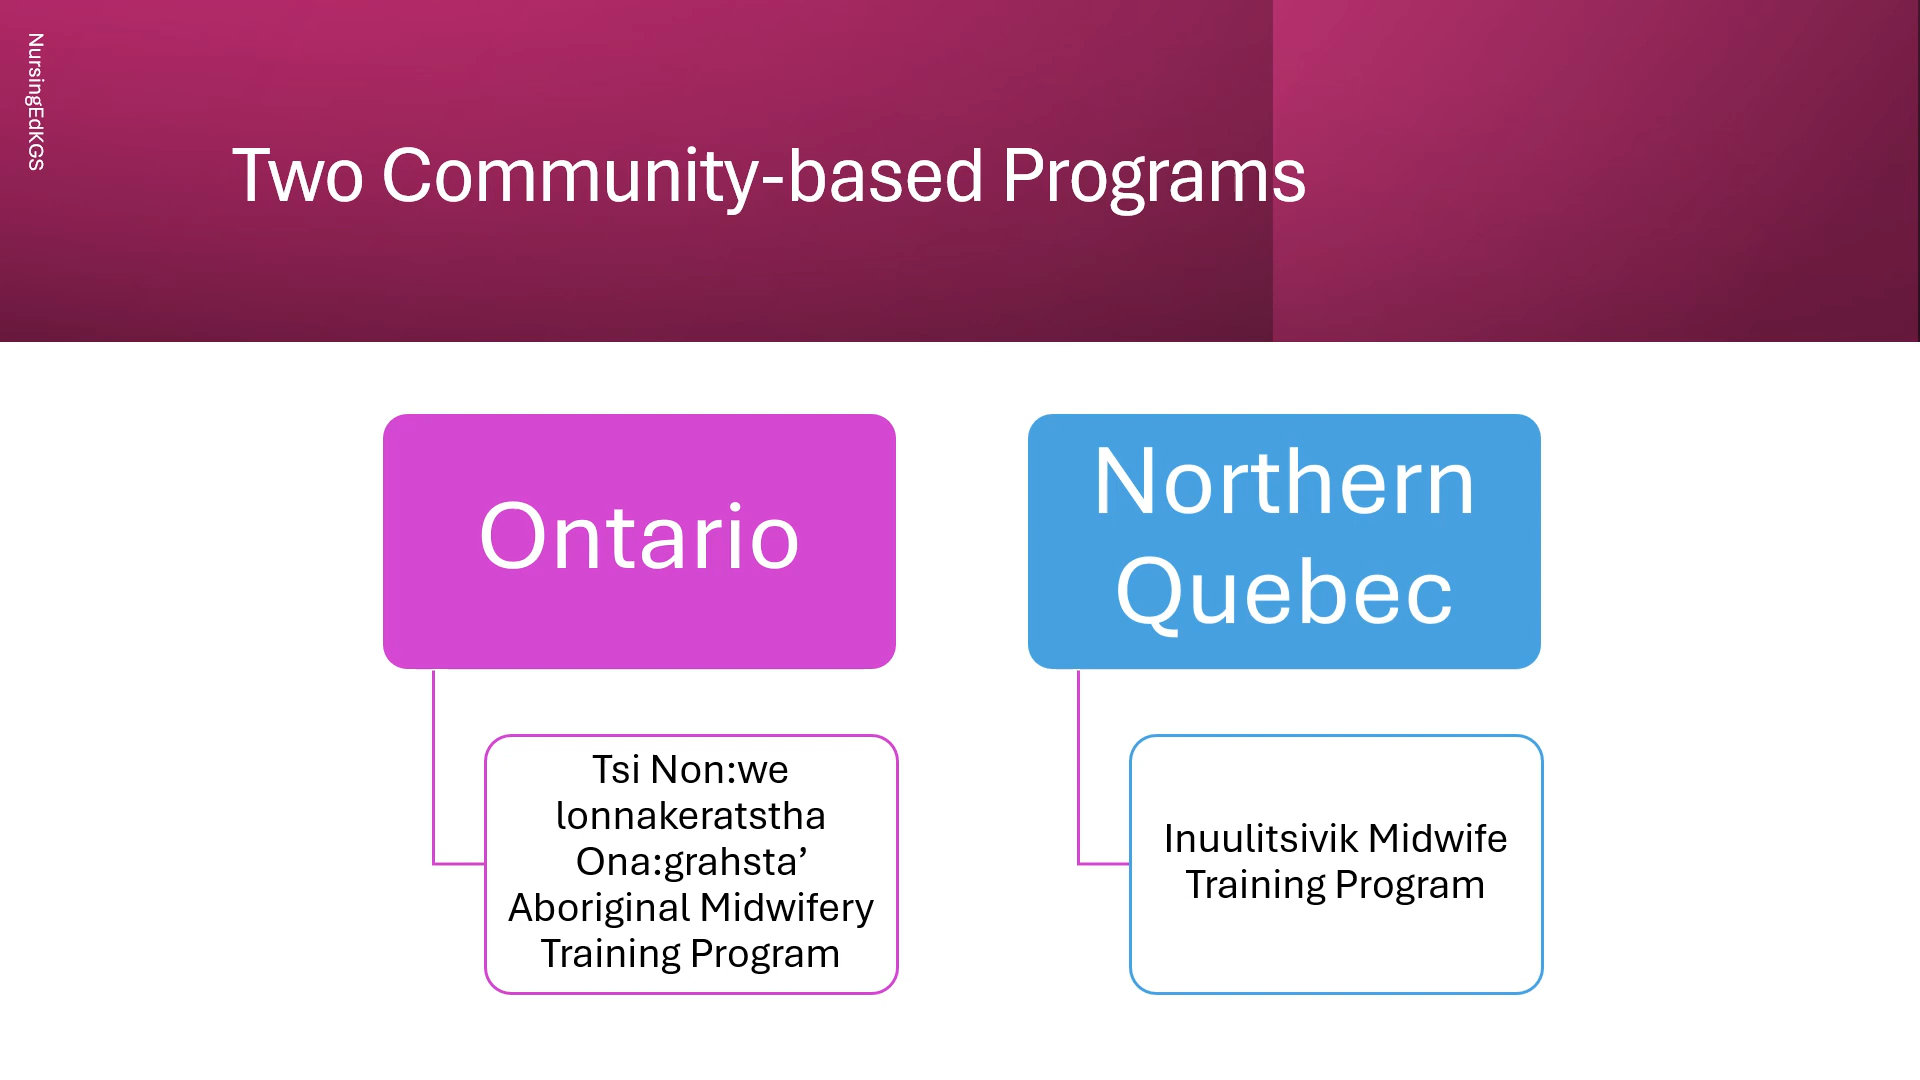 NursingEdKGS
Two Community-based Programs
Ontario
Northern
Quebec
Tsi Non:we
lonnakeratstha
Ona:grahsta’
Aboriginal Midwifery
Training Program
Inuulitsivik Midwife
Training Program